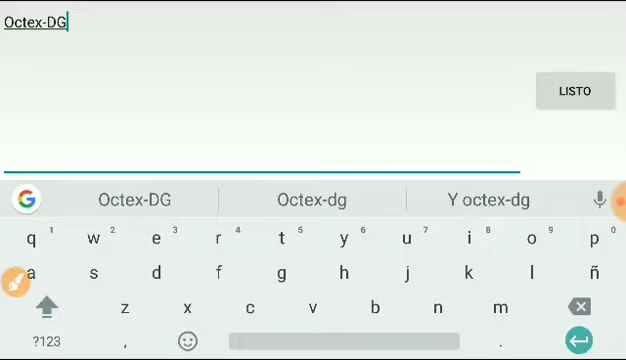 Octex-DG
LISTO
G Octex-DG Octex-dg Y octex-dg
q 1 w 2 e 3 r 4 t 5 y 6 u 7 i 8 o 9 p 0
a s d f g h j k l ñ
z x c v b n m
?123 , .